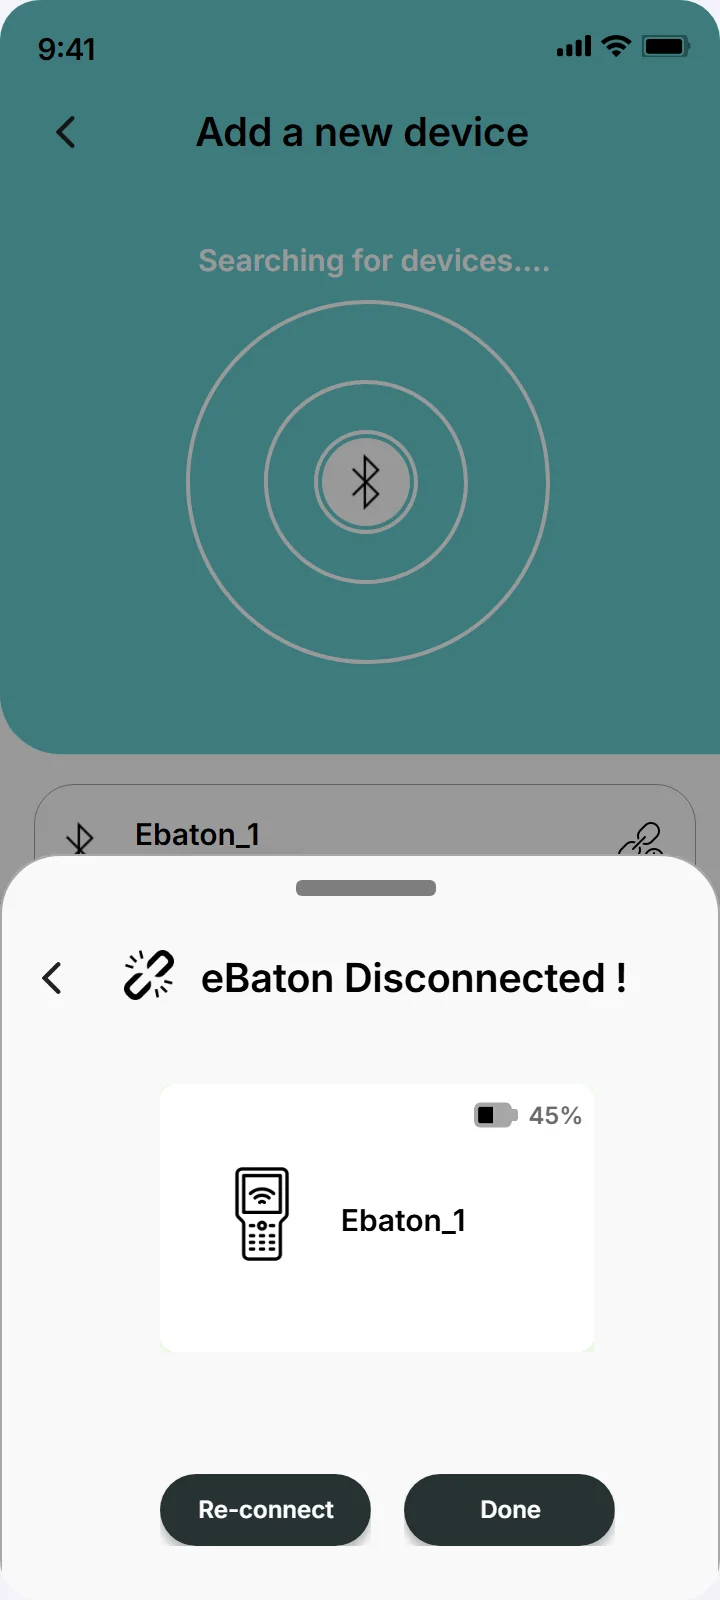 9:41
Add a new device
Searching for devices....
Ebaton_1
eBaton Disconnected !
45%
Ebaton_1
Re-connect
Done